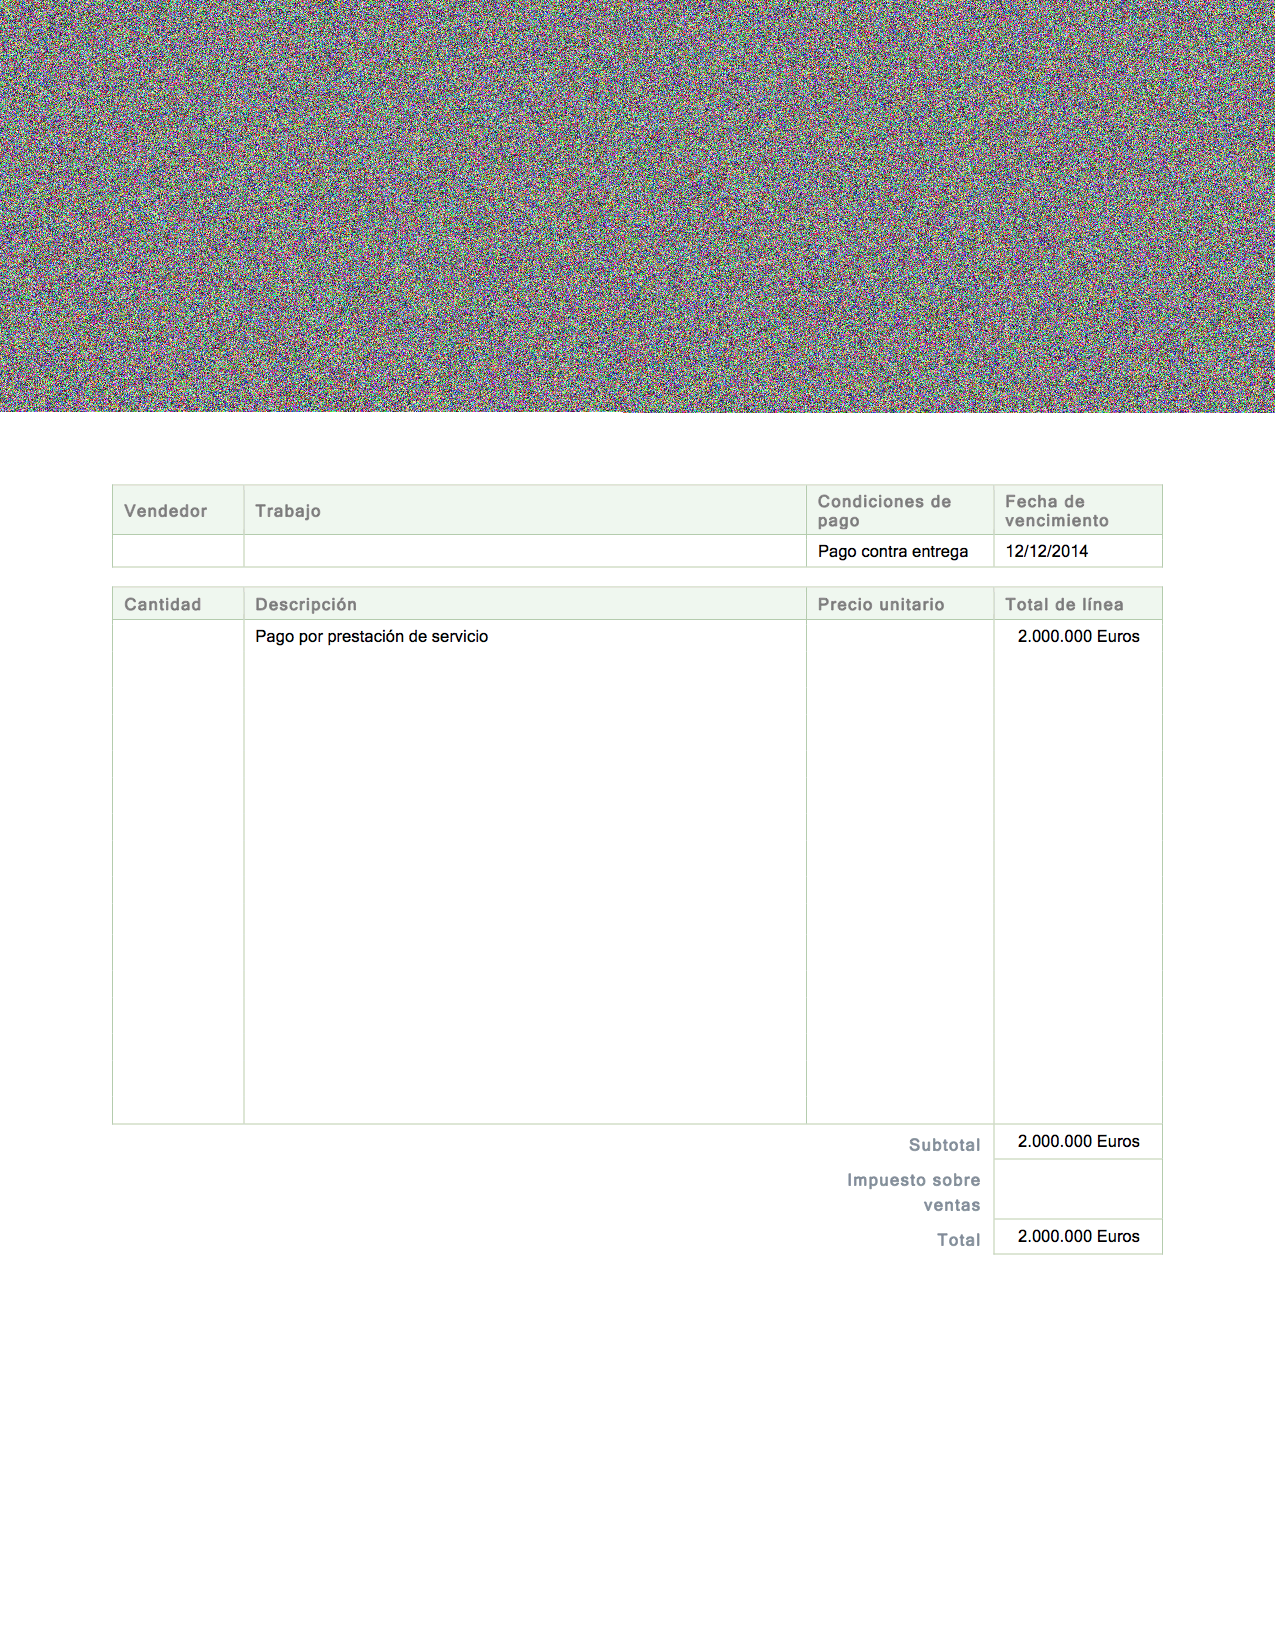 Vendedor Trabajo Condiciones de pago Fecha de vencimiento
Pago contra entrega 12/12/2014
Cantidad Descripción Precio unitario Total de línea
Pago por prestación de servicio 2.000.000 Euros
Subtotal 2.000.000 Euros
Impuesto sobre
ventas
Total 2.000.000 Euros